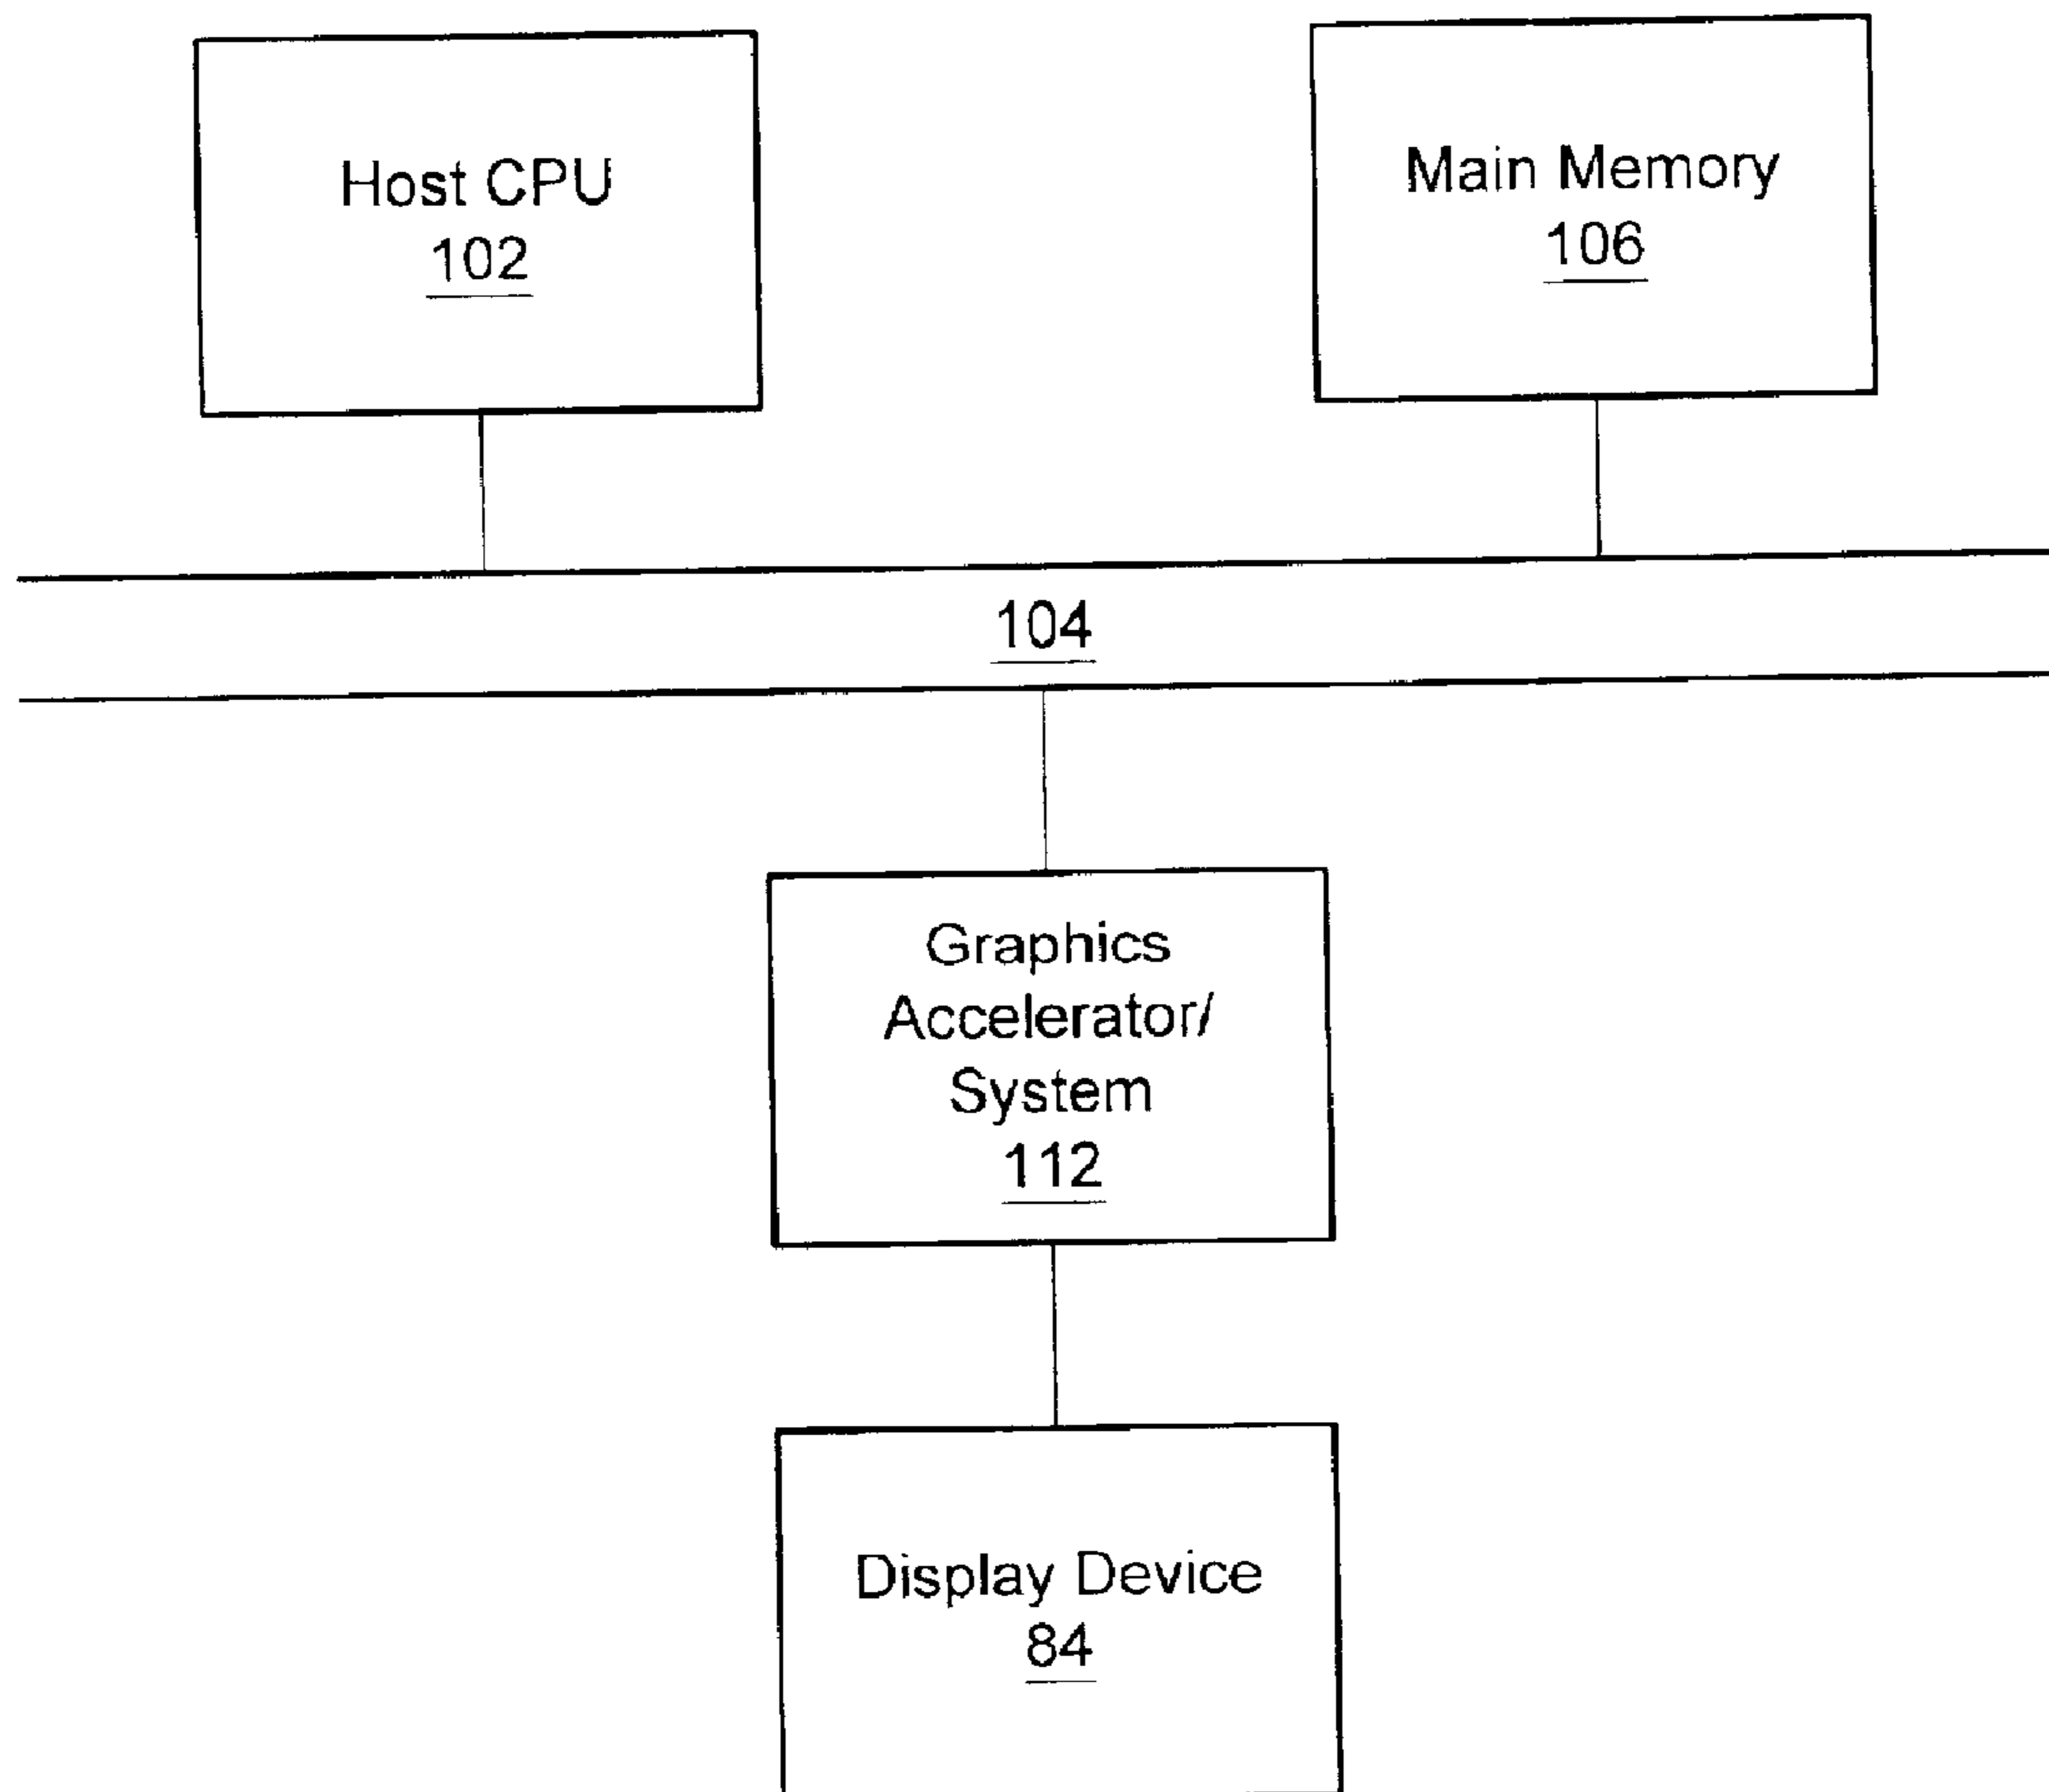 Host CPU
102
Main Memory
106
104
Graphics
Accelerator/
System
112
Display Device
84